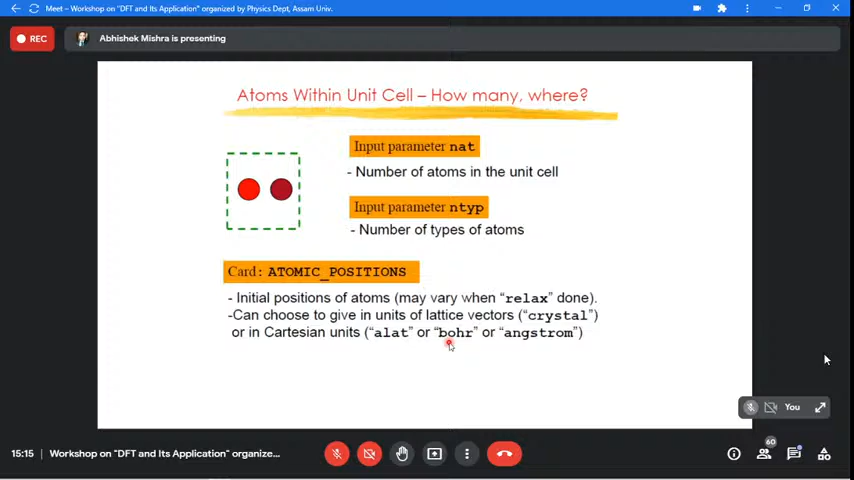 Meet – Workshop on "DFT and Its Application" organized by Physics Dept, Assam Univ.
REC
Abhishek Mishra is presenting
Atoms Within Unit Cell – How many, where?
Input parameter nat
- Number of atoms in the unit cell
Input parameter ntyp
- Number of types of atoms
Card: ATOMIC_POSITIONS
- Initial positions of atoms (may vary when “relax” done).
-Can choose to give in units of lattice vectors (“crystal”)
or in Cartesian units (“alat” or “bohr” or “angstrom”)
You
60
15:15
Workshop on "DFT and Its Application" organize...